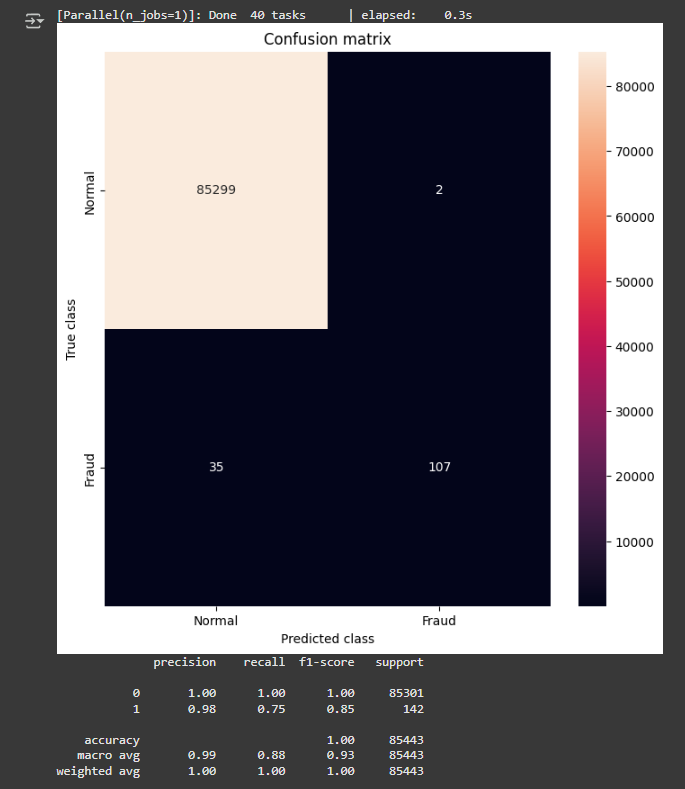 [Parallel(n_jobs=1)]: Done  40 tasks      | elapsed:    0.3s
Confusion matrix
80000
70000
60000
50000
40000
30000
20000
10000
True class
Normal
85299 2
Fraud
35 107
Normal Fraud
Predicted class
precision recall f1-score support
0 1.00 1.00 1.00 85301
1 0.98 0.75 0.85 142
accuracy 1.00 85443
macro avg 0.99 0.88 0.93 85443
weighted avg 1.00 1.00 1.00 85443